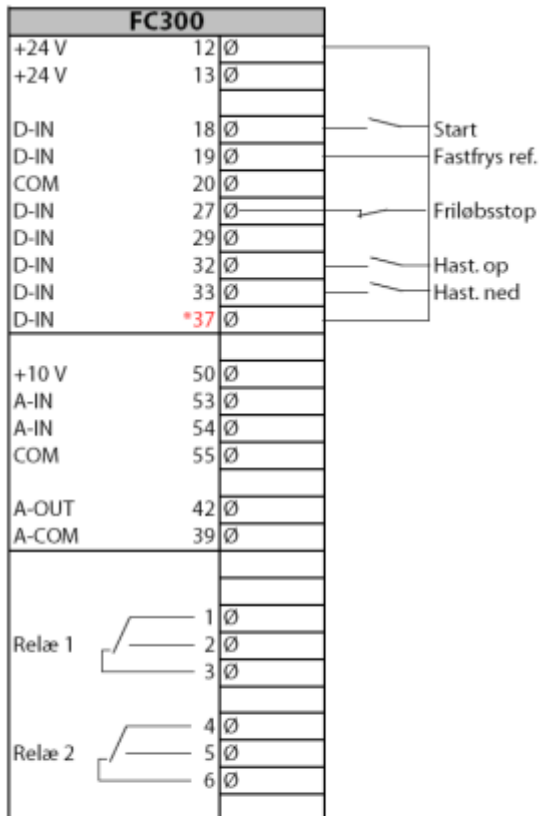 FC300
+24 V 12 Ø
+24 V 13 Ø
D-IN 18 Ø Start
D-IN 19 Ø Fastfrys ref.
COM 20 Ø
D-IN 27 Ø Friløbsstop
D-IN 29 Ø
D-IN 32 Ø Hast. op
D-IN 33 Ø Hast. ned
D-IN *37 Ø
+10 V 50 Ø
A-IN 53 Ø
A-IN 54 Ø
COM 55 Ø
A-OUT 42 Ø
A-COM 39 Ø
1 Ø
Relæ 1 2 Ø
3 Ø
4 Ø
Relæ 2 5 Ø
6 Ø